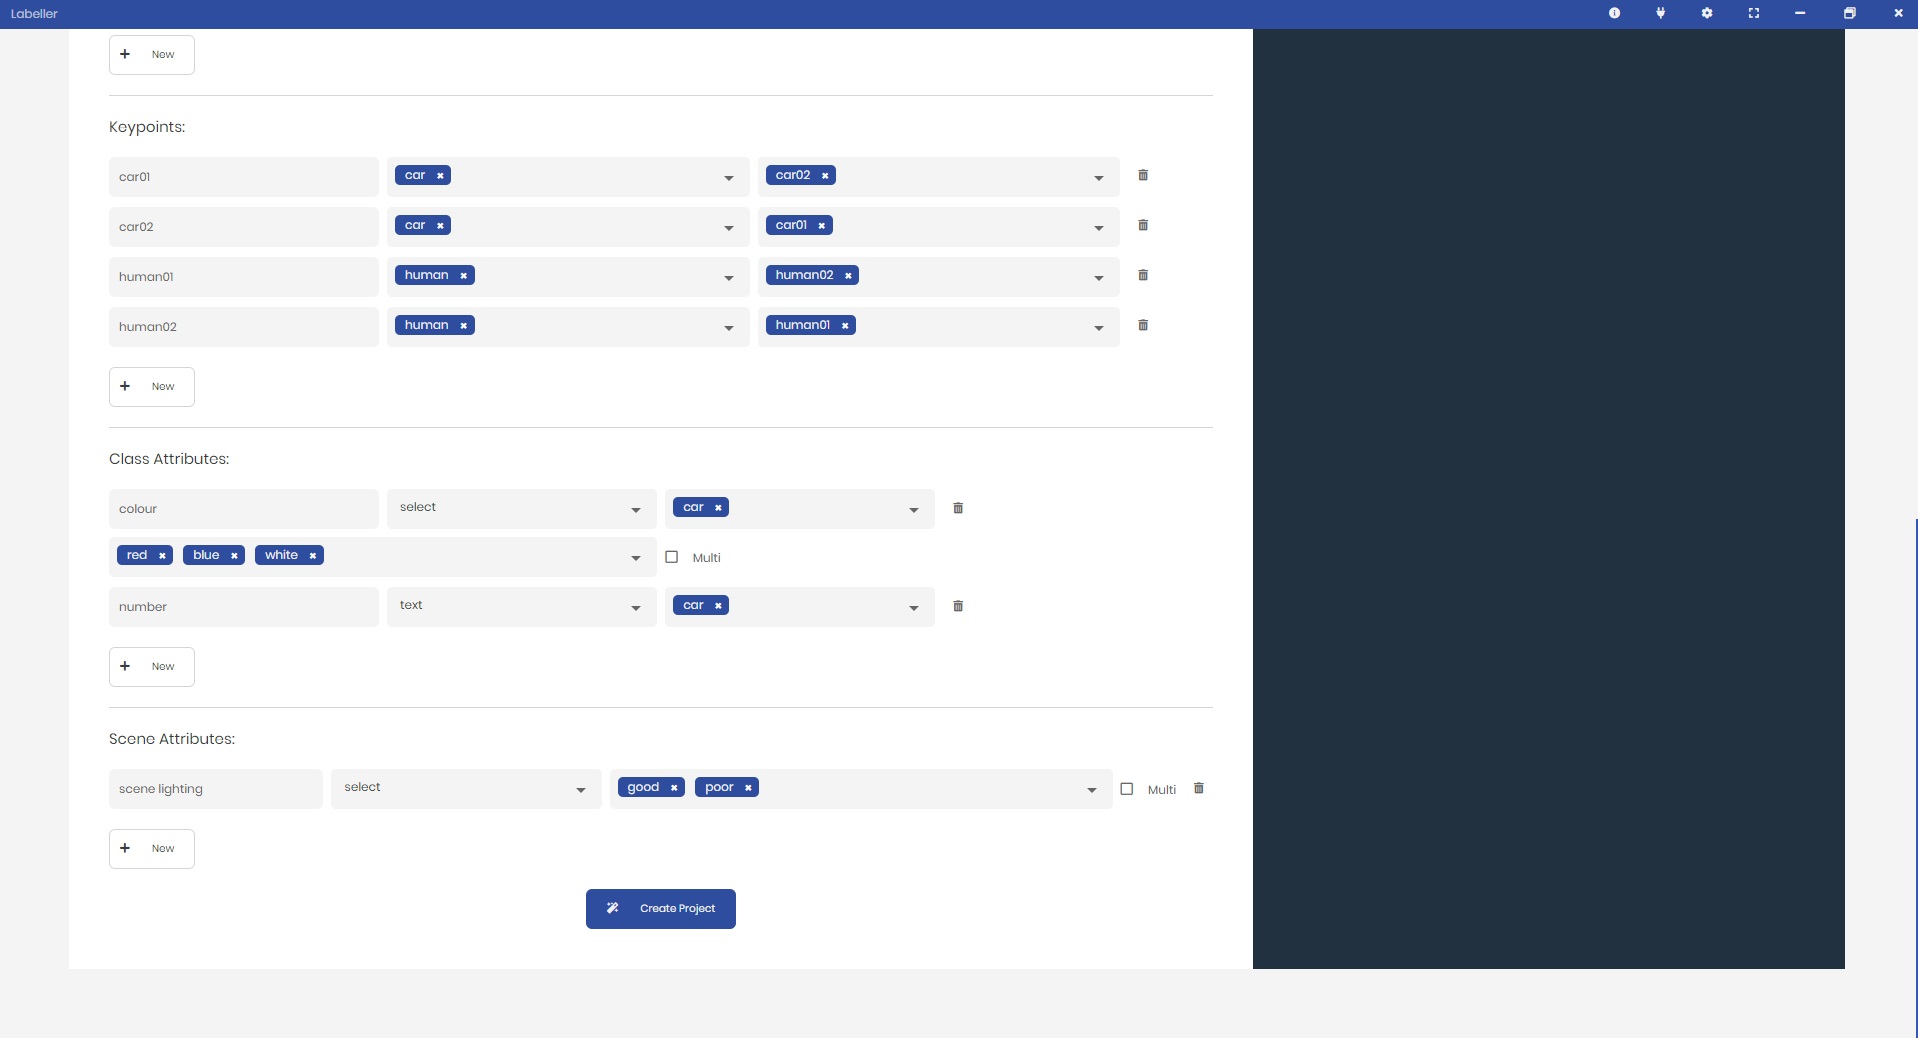 Labeller
New
Keypoints:
car01 car car02
car02 car car01
human01 human human02
human02 human human01
New
Class Attributes:
colour select car
red blue white Multi
number text car
New
Scene Attributes:
scene lighting select good poor Multi
New
Create Project